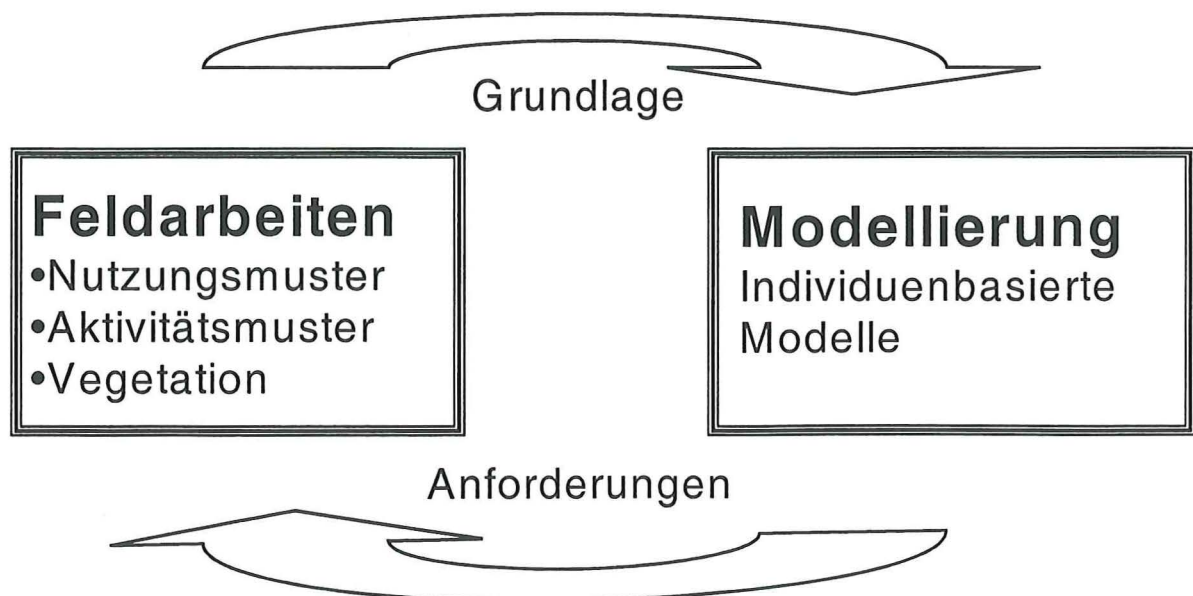 Grundlage
Feldarbeiten
•Nutzungsmuster
•Aktivitätsmuster
•Vegetation
Modellierung
Individuenbasierte
Modelle
Anforderungen